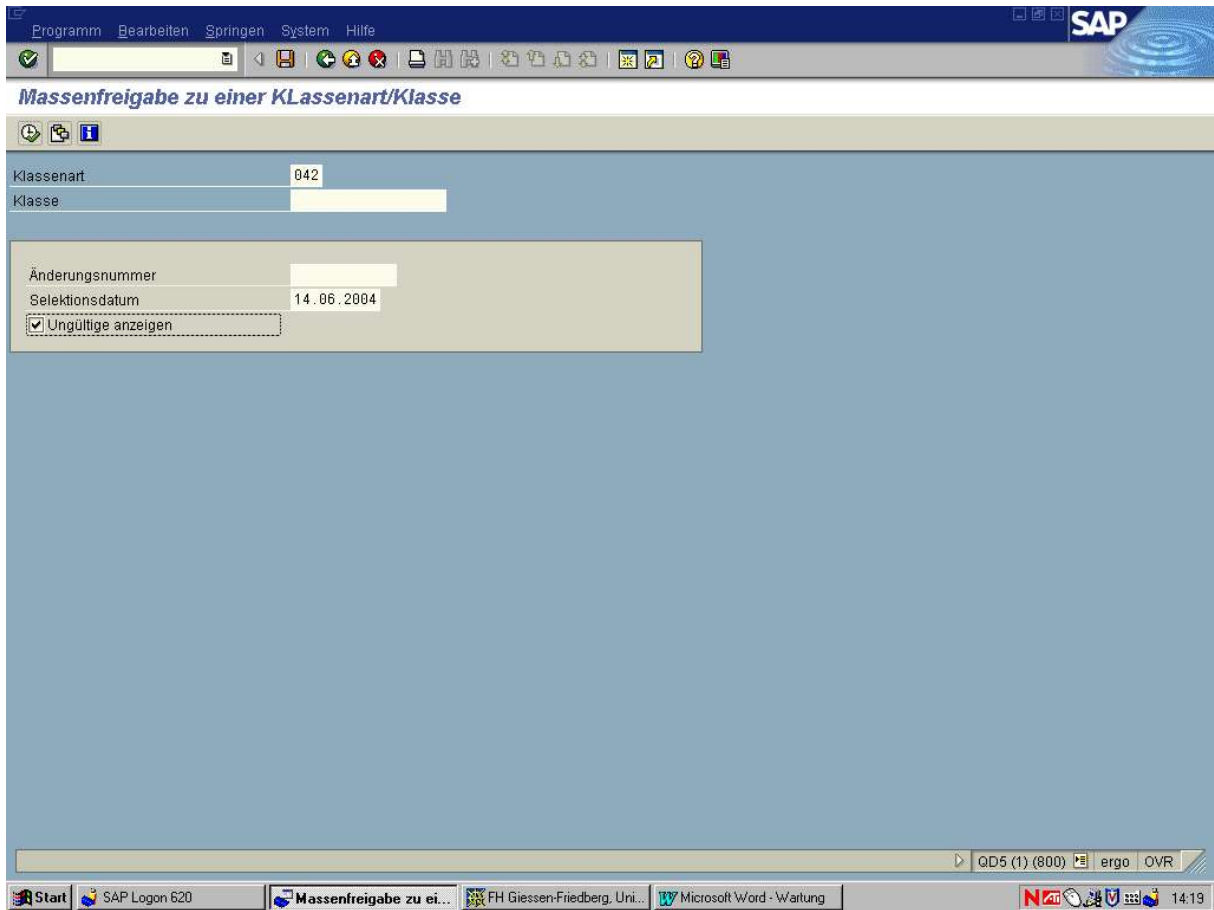 Programm Bearbeiten Springen System Hilfe
SAP
Massenfreigabe zu einer KLassenart/Klasse
Klassenart 042
Klasse
Änderungsnummer
Selektionsdatum 14.06.2004
Ungültige anzeigen
QD5 (1) (800) ergo OVR
Start SAP Logon 620 Massenfreigabe zu ei... FH Giessen-Friedberg, Uni... Microsoft Word - Wartung 14:19